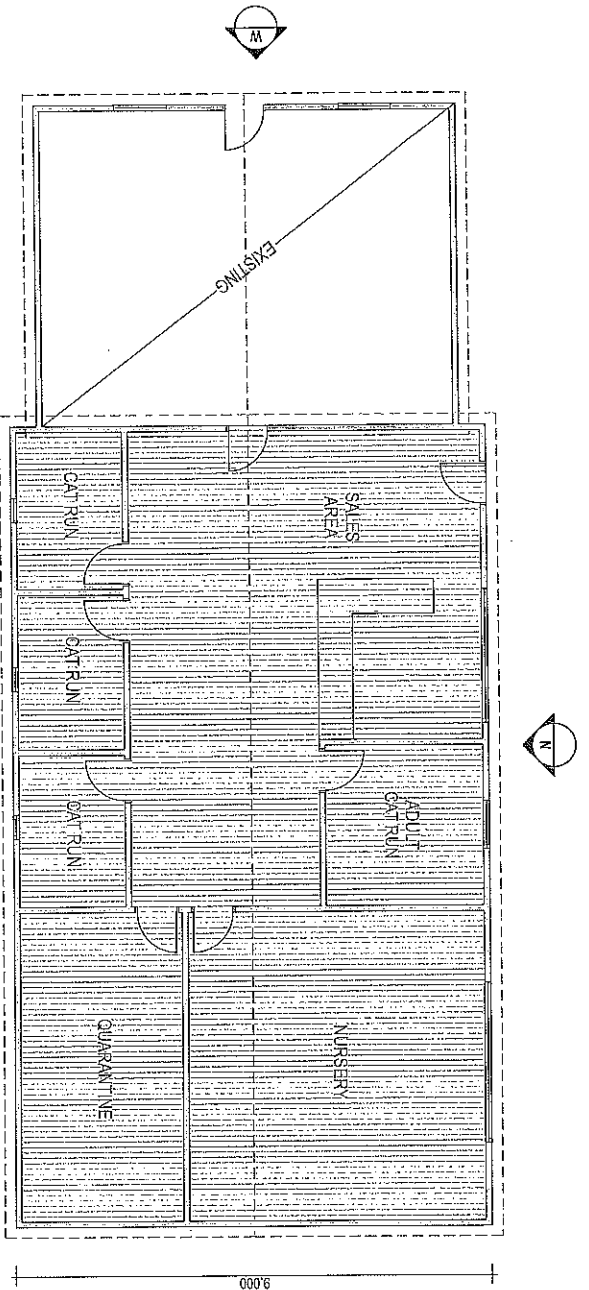 W
EXISTING
CAT RUN
SALES
AREA
CAT RUN
N
CAT RUN
ADULT
CAT RUN
QUARANTINE
NURSERY
9,000